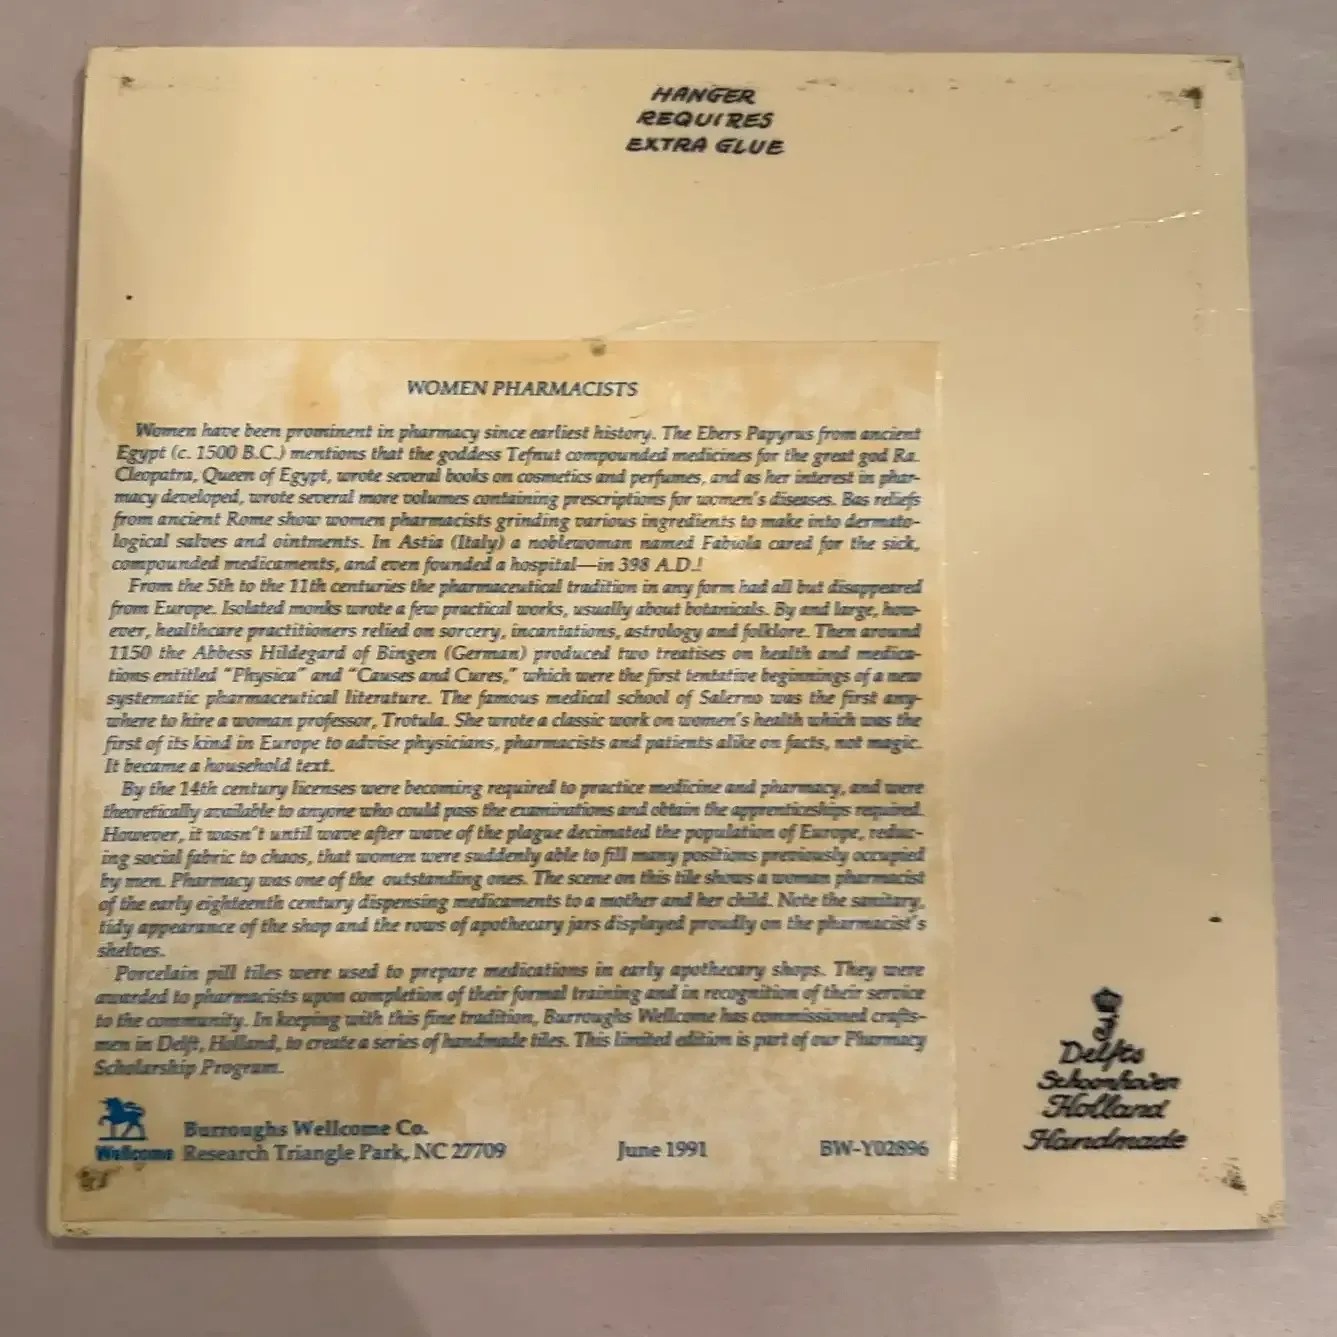 HANGER
REQUIRES
EXTRA GLUE
WOMEN PHARMACISTS
Women have been prominent in pharmacy since earliest history. The Ebers Papyrus from ancient
Egypt (c. 1500 B.C.) mentions that the goddess Tefnut compounded medicines for the great god Ra.
Cleopatra, Queen of Egypt, wrote several books on cosmetics and perfumes, and as her interest in phar-
macy developed, wrote several more volumes containing prescriptions for women's diseases. Bas reliefs
from ancient Rome show women pharmacists grinding various ingredients to make into dermato-
logical salves and ointments. In Astia (Italy) a noblewoman named Fabiola cared for the sick,
compounded medicaments, and even founded a hospital—in 398 A.D.!
From the 5th to the 11th centuries the pharmaceutical tradition in any form had all but disappeared
from Europe. Isolated monks wrote a few practical works, usually about botanicals. By and large, how-
ever, healthcare practitioners relied on sorcery, incantations, astrology and folklore. Then around
1150 the Abbess Hildegard of Bingen (German) produced two treatises on health and medica-
tions entitled "Physica" and "Causes and Cures," which were the first tentative beginnings of a new
systematic pharmaceutical literature. The famous medical school of Salerno was the first any-
where to hire a woman professor, Trotula. She wrote a classic work on women's health which was the
first of its kind in Europe to advise physicians, pharmacists and patients alike on facts, not magic.
It became a household text.
By the 14th century licenses were becoming required to practice medicine and pharmacy, and were
theoretically available to anyone who could pass the examinations and obtain the apprenticeships required.
However, it wasn't until wave after wave of the plague decimated the population of Europe, reduc-
ing social fabric to chaos, that women were suddenly able to fill many positions previously occupied
by men. Pharmacy was one of the outstanding ones. The scene on this tile shows a woman pharmacist
of the early eighteenth century dispensing medicaments to a mother and her child. Note the sanitary,
tidy appearance of the shop and the rows of apothecary jars displayed proudly on the pharmacist's
shelves.
Porcelain pill tiles were used to prepare medications in early apothecary shops. They were
awarded to pharmacists upon completion of their formal training and in recognition of their service
to the community. In keeping with this fine tradition, Burroughs Wellcome has commissioned crafts-
men in Delft, Holland, to create a series of handmade tiles. This limited edition is part of our Pharmacy
Scholarship Program.
Burroughs Wellcome Co.
Wellcome Research Triangle Park, NC 27709 June 1991 BW-Y02896
Delfts
Schoonhoven
Holland
Handmade